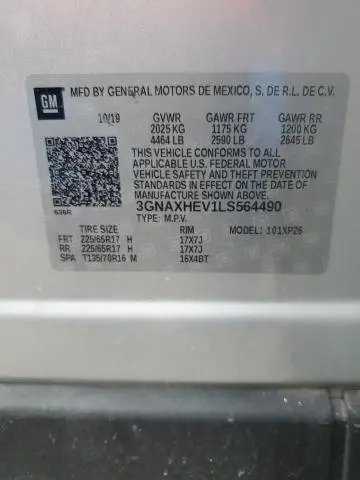 GM
MFD BY GENERAL MOTORS DE MEXICO, S. DE R.L. DE C.V.
10/19 GVWR GAWR FRT GAWR RR
2025 KG 1175 KG 1200 KG
4464 LB 2590 LB 2645 LB
THIS VEHICLE CONFORMS TO ALL
APPLICABLE U.S. FEDERAL MOTOR
VEHICLE SAFETY AND THEFT
PREVENTION STANDARDS IN EFFECT ON
THE DATE OF MANUFACTURE SHOWN ABOVE.
636R
3GNAXHEV1LS564490
TYPE: M.P.V.
TIRE SIZE RIM 101XP26
FRT 225/65R17 H 17X7J
RR 225/65R17 H 17X7J
SPA T135/70R16 M 16X4BT